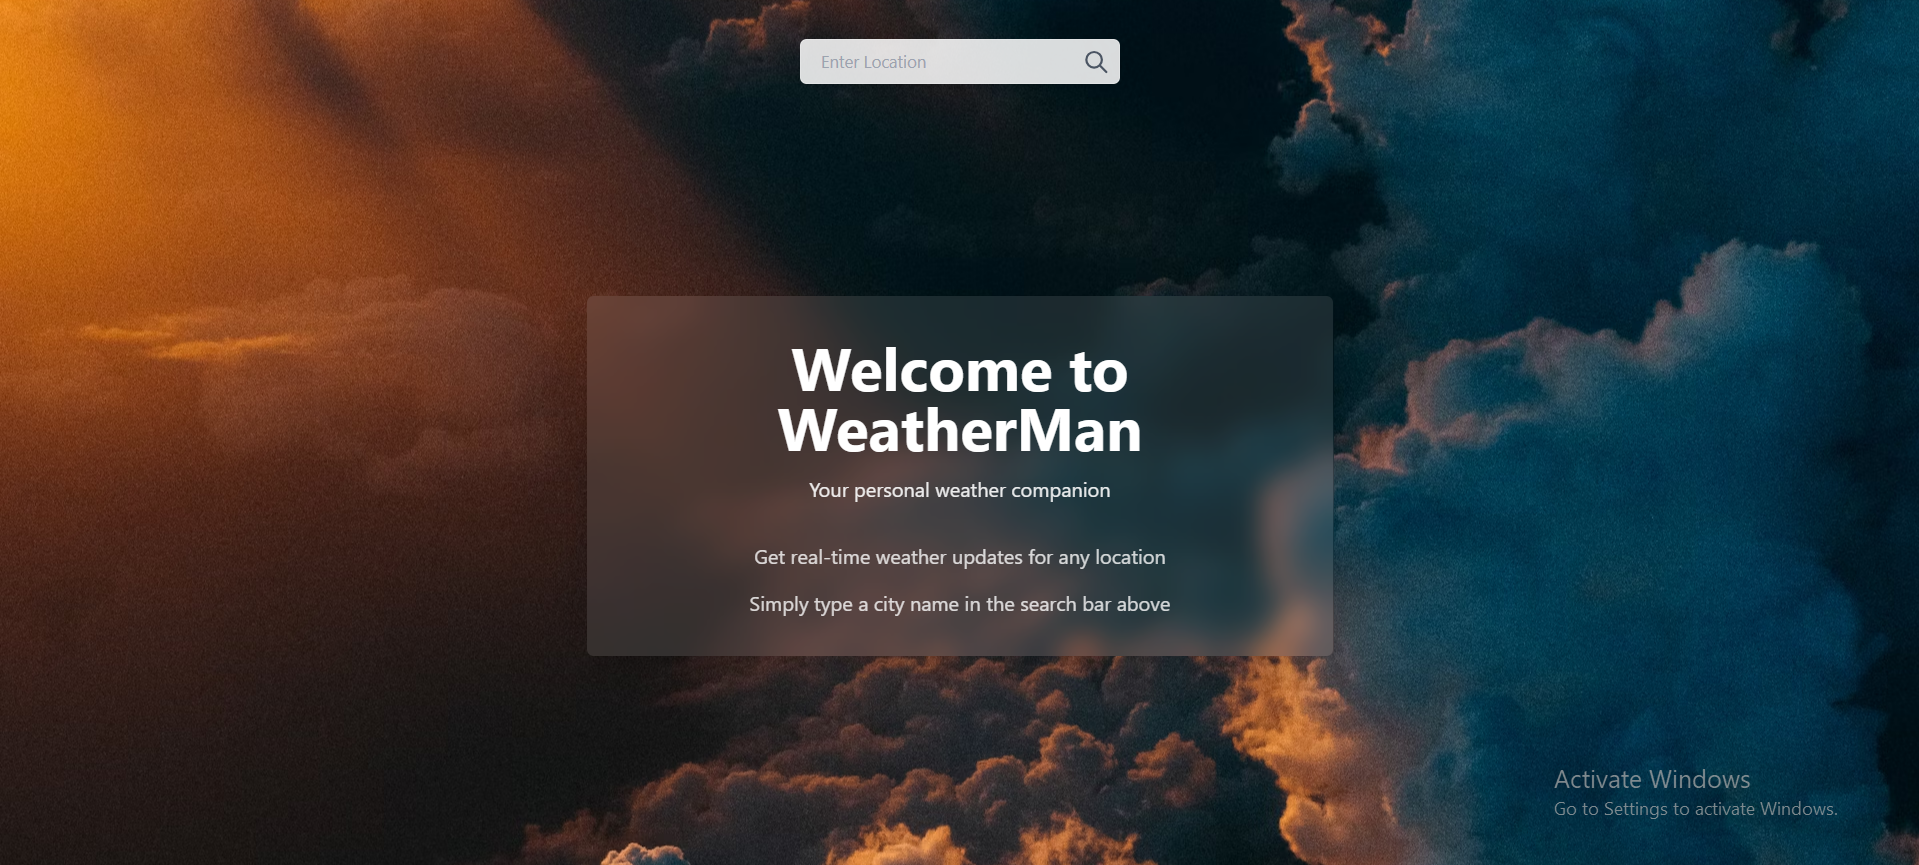 Enter Location
Welcome to
WeatherMan
Your personal weather companion
Get real-time weather updates for any location
Simply type a city name in the search bar above
Activate Windows
Go to Settings to activate Windows.